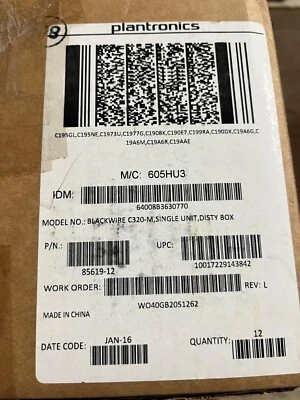 8
plantronics
C195GL,C195NE,C1973U,C1977G,C190BX,C190E7,C199RA,C190DX,C19A6G,C
19A6M,C19A6R,C19AAE
M/C: 605HU3
IDM:
64008B3630770
MODEL NO.: BLACKWIRE C320-M,SINGLE UNIT,DISTY BOX
P/N.: UPC:
85619-12 10017229143842
WORK ORDER: REV: L
WO40GB2051262
MADE IN CHINA
DATE CODE: JAN-16 QUANTITY: 12